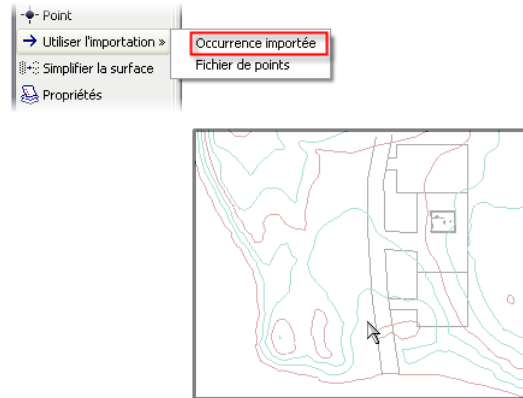 Point
Utiliser l'importation »
Occurrence importée
Simplifier la surface
Fichier de points
Propriétés